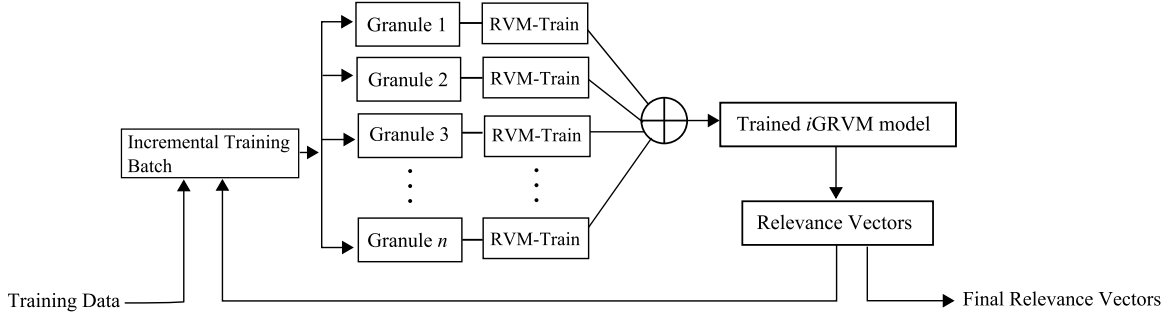 Granule 1
RVM-Train
Granule 2
RVM-Train
Granule 3
RVM-Train
Granule n
RVM-Train
Incremental Training
Batch
Trained iGRVM model
Relevance Vectors
Training Data
Final Relevance Vectors